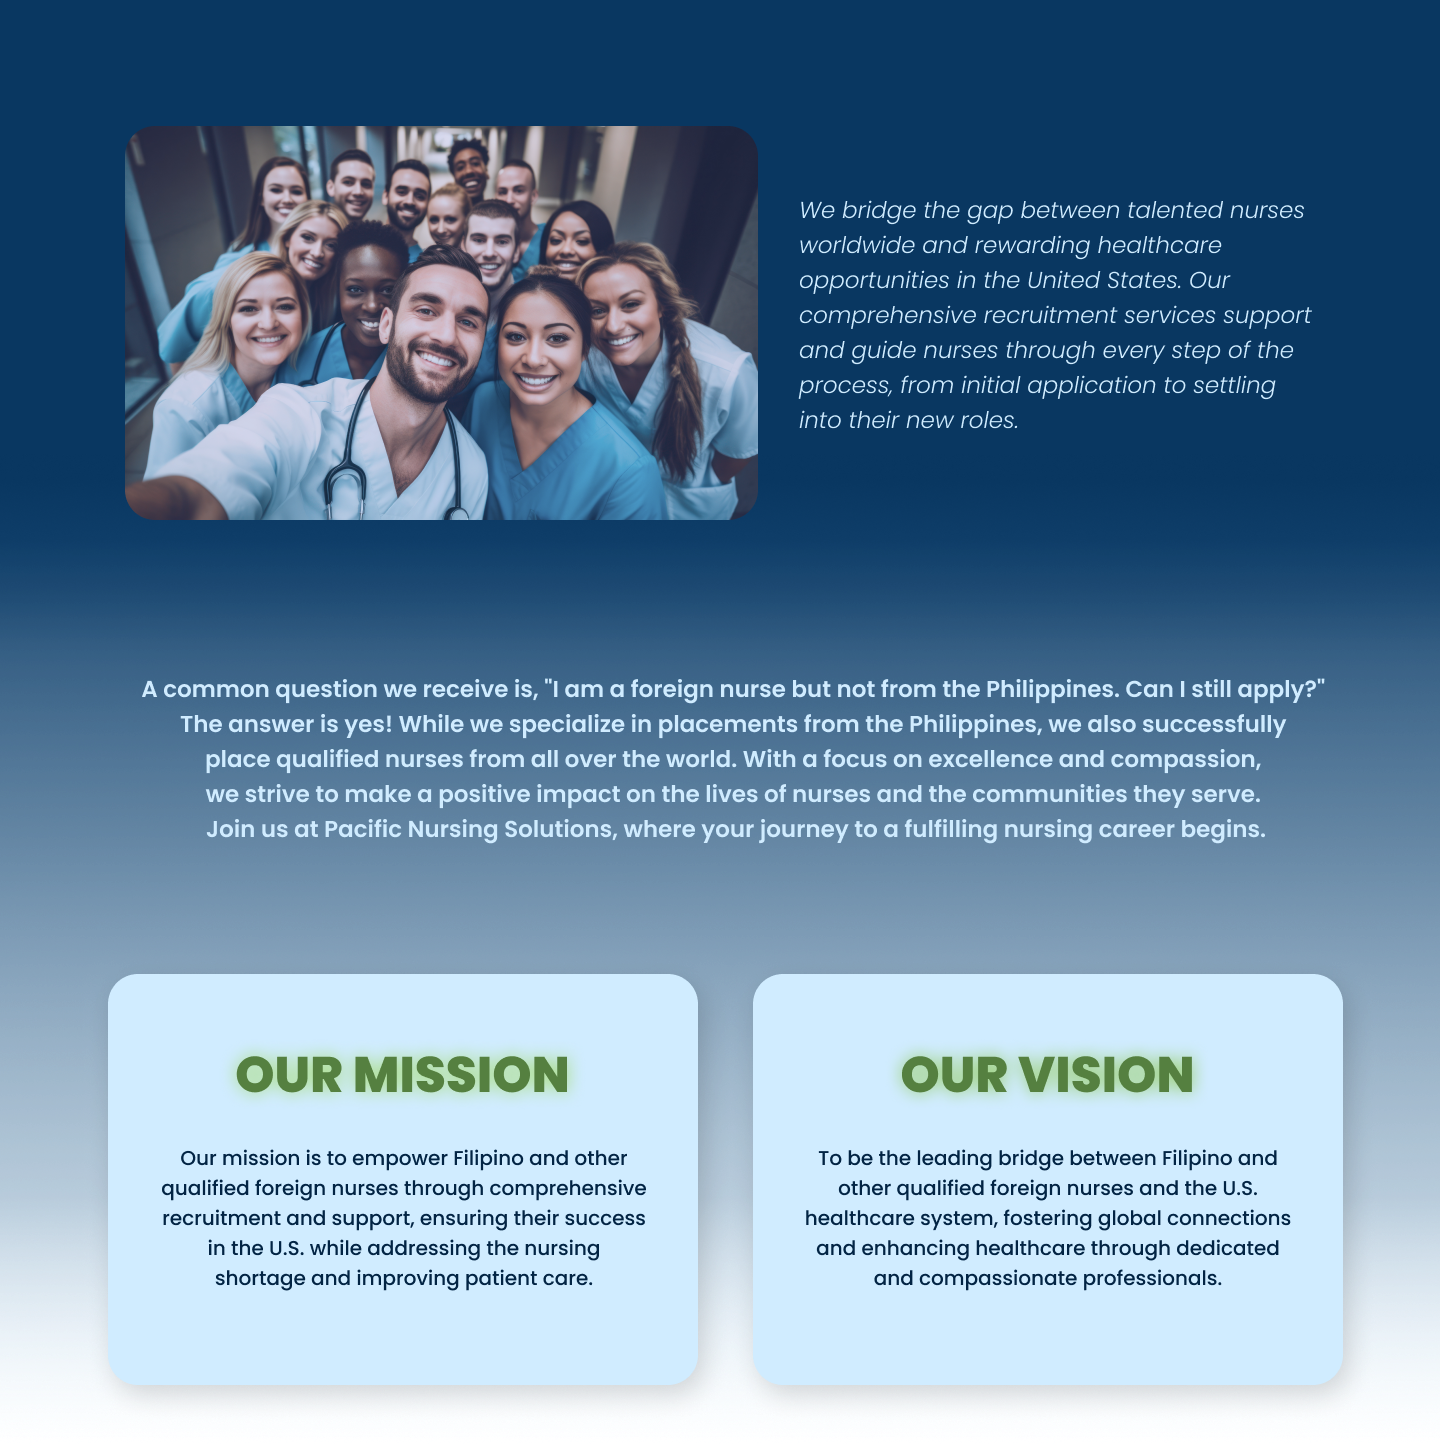 We bridge the gap between talented nurses
worldwide and rewarding healthcare
opportunities in the United States. Our
comprehensive recruitment services support
and guide nurses through every step of the
process, from initial application to settling
into their new roles.
A common question we receive is, "I am a foreign nurse but not from the Philippines. Can I still apply?"
The answer is yes! While we specialize in placements from the Philippines, we also successfully
place qualified nurses from all over the world. With a focus on excellence and compassion,
we strive to make a positive impact on the lives of nurses and the communities they serve.
Join us at Pacific Nursing Solutions, where your journey to a fulfilling nursing career begins.
OUR MISSION
Our mission is to empower Filipino and other
qualified foreign nurses through comprehensive
recruitment and support, ensuring their success
in the U.S. while addressing the nursing
shortage and improving patient care.
OUR VISION
To be the leading bridge between Filipino and
other qualified foreign nurses and the U.S.
healthcare system, fostering global connections
and enhancing healthcare through dedicated
and compassionate professionals.